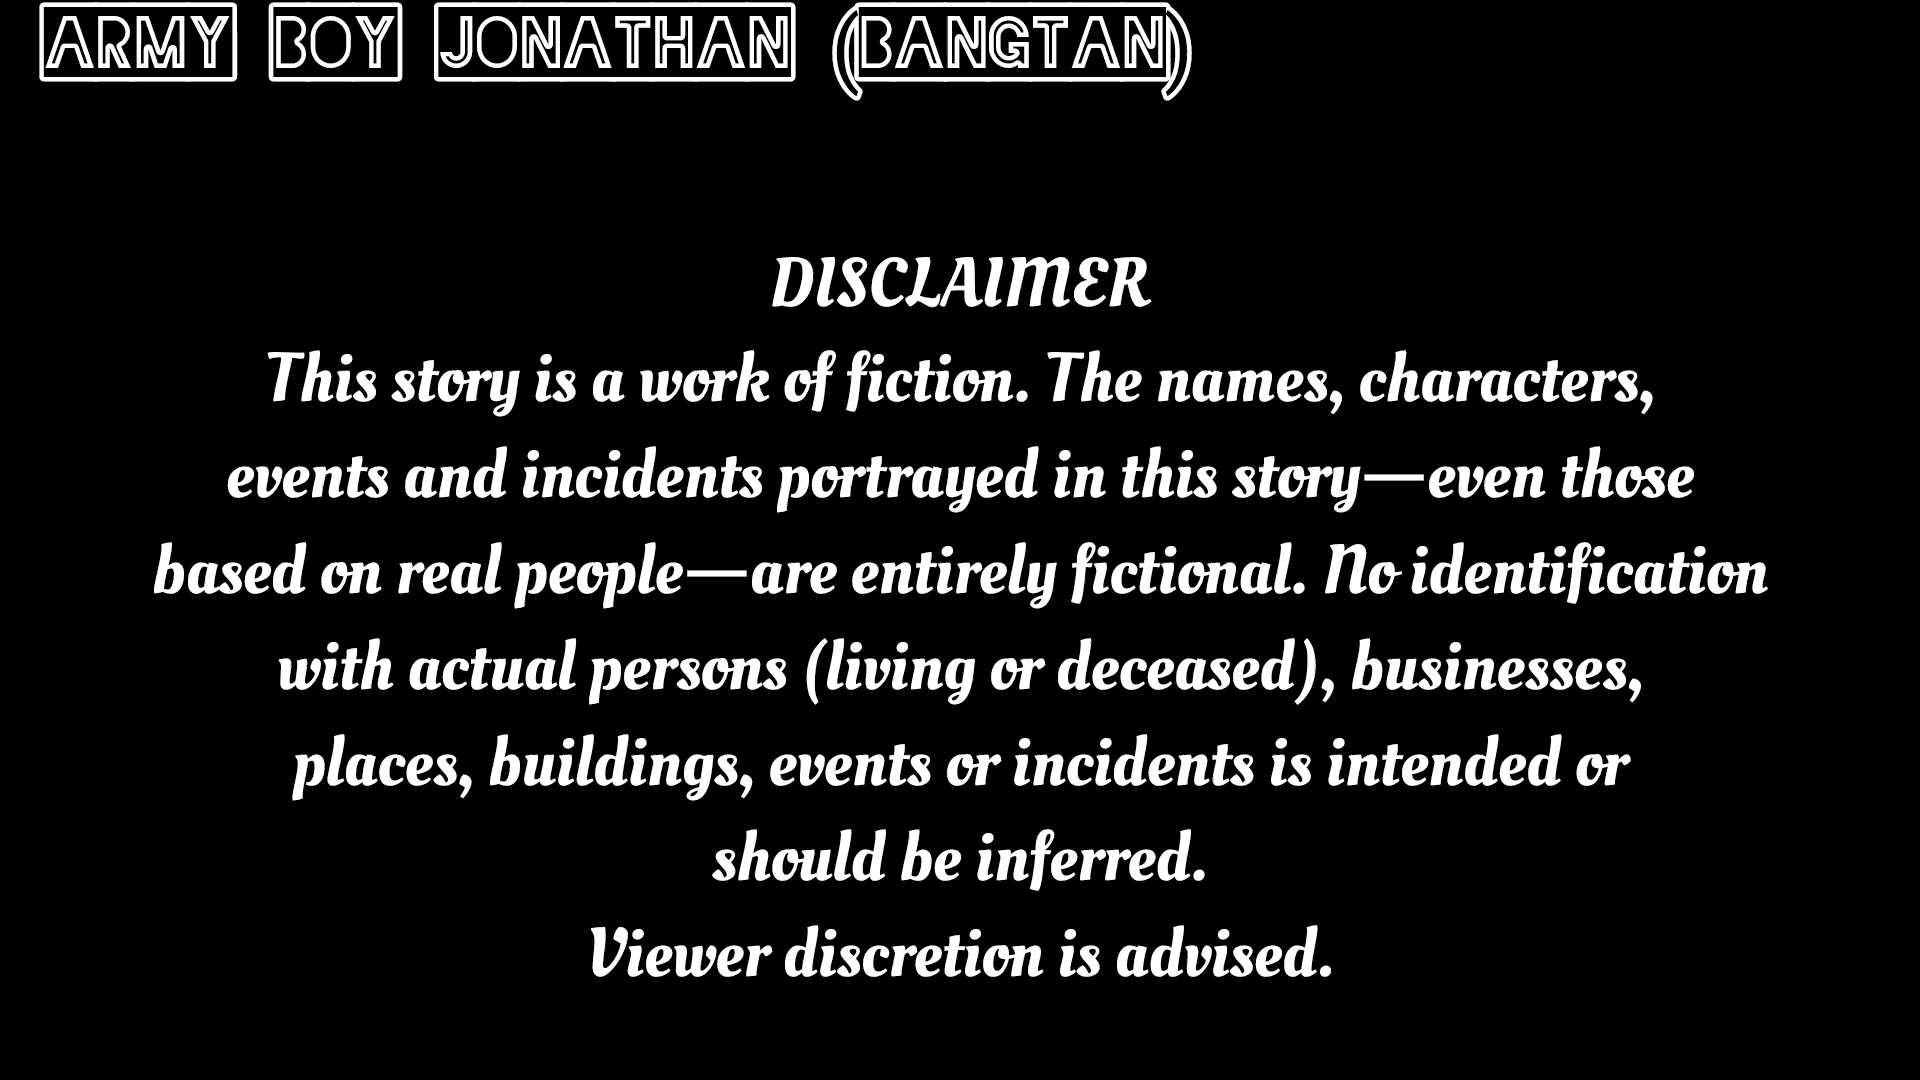 ARMY BOY JONATHAN (BANGTAN)
DISCLAIMER
This story is a work of fiction. The names, characters,
events and incidents portrayed in this story—even those
based on real people—are entirely fictional. No identification
with actual persons (living or deceased), businesses,
places, buildings, events or incidents is intended or
should be inferred.
Viewer discretion is advised.